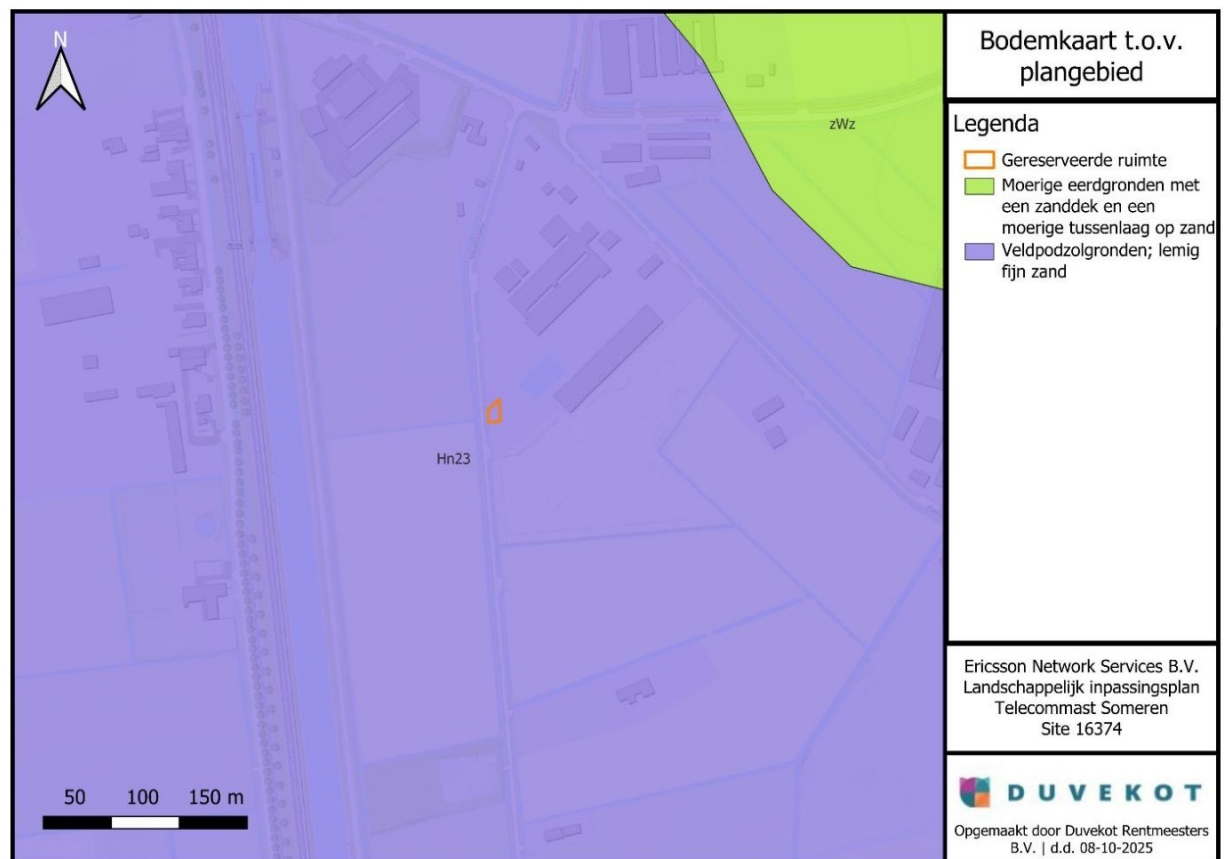 N
zWz
Hn23
50 100 150 m
Bodemkaart t.o.v.
plangebied
Legenda
Gereserveerde ruimte
Moerige eerdgronden met
een zanddek en een
moerige tussenlaag op zand
Veldpodzolgronden; lemig
fijn zand
Ericsson Network Services B.V.
Landschappelijk inpassingsplan
Telecommast Someren
Site 16374
DUVEKOT
Opgemaakt door Duvekot Rentmeesters
B.V. | d.d. 08-10-2025